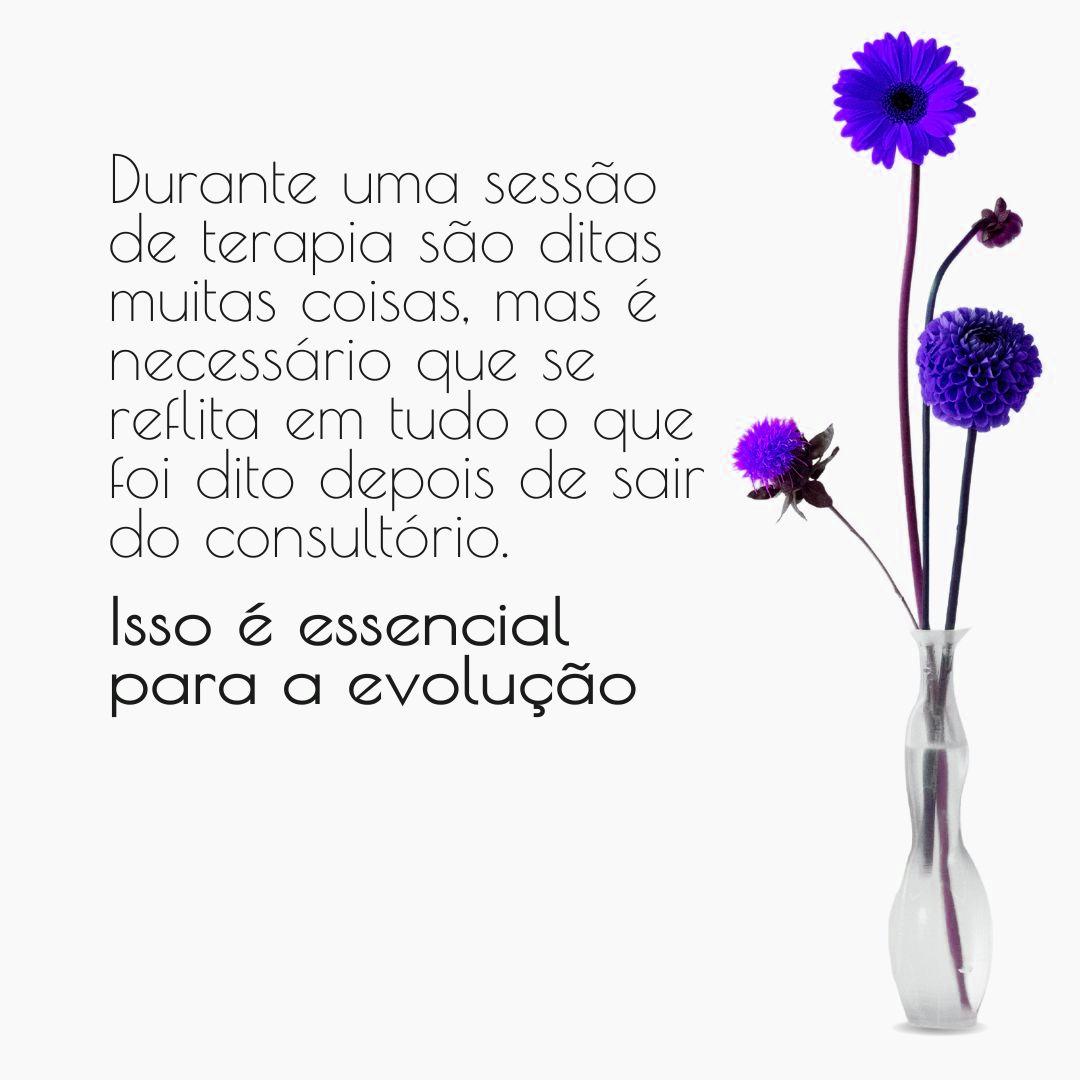 Durante uma sessão
de terapia são ditas
muitas coisas, mas é
necessário que se
reflita em tudo o que
foi dito depois de sair
do consultório.
Isso é essencial
para a evolução